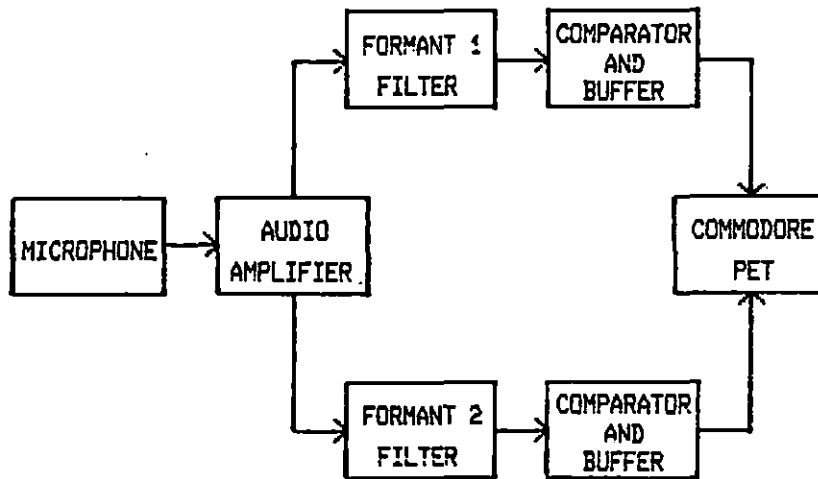 FORMANT 1
FILTER
COMPARATOR
AND
BUFFER
MICROPHONE
AUDIO
AMPLIFIER
COMMODORE
PET
FORMANT 2
FILTER
COMPARATOR
AND
BUFFER